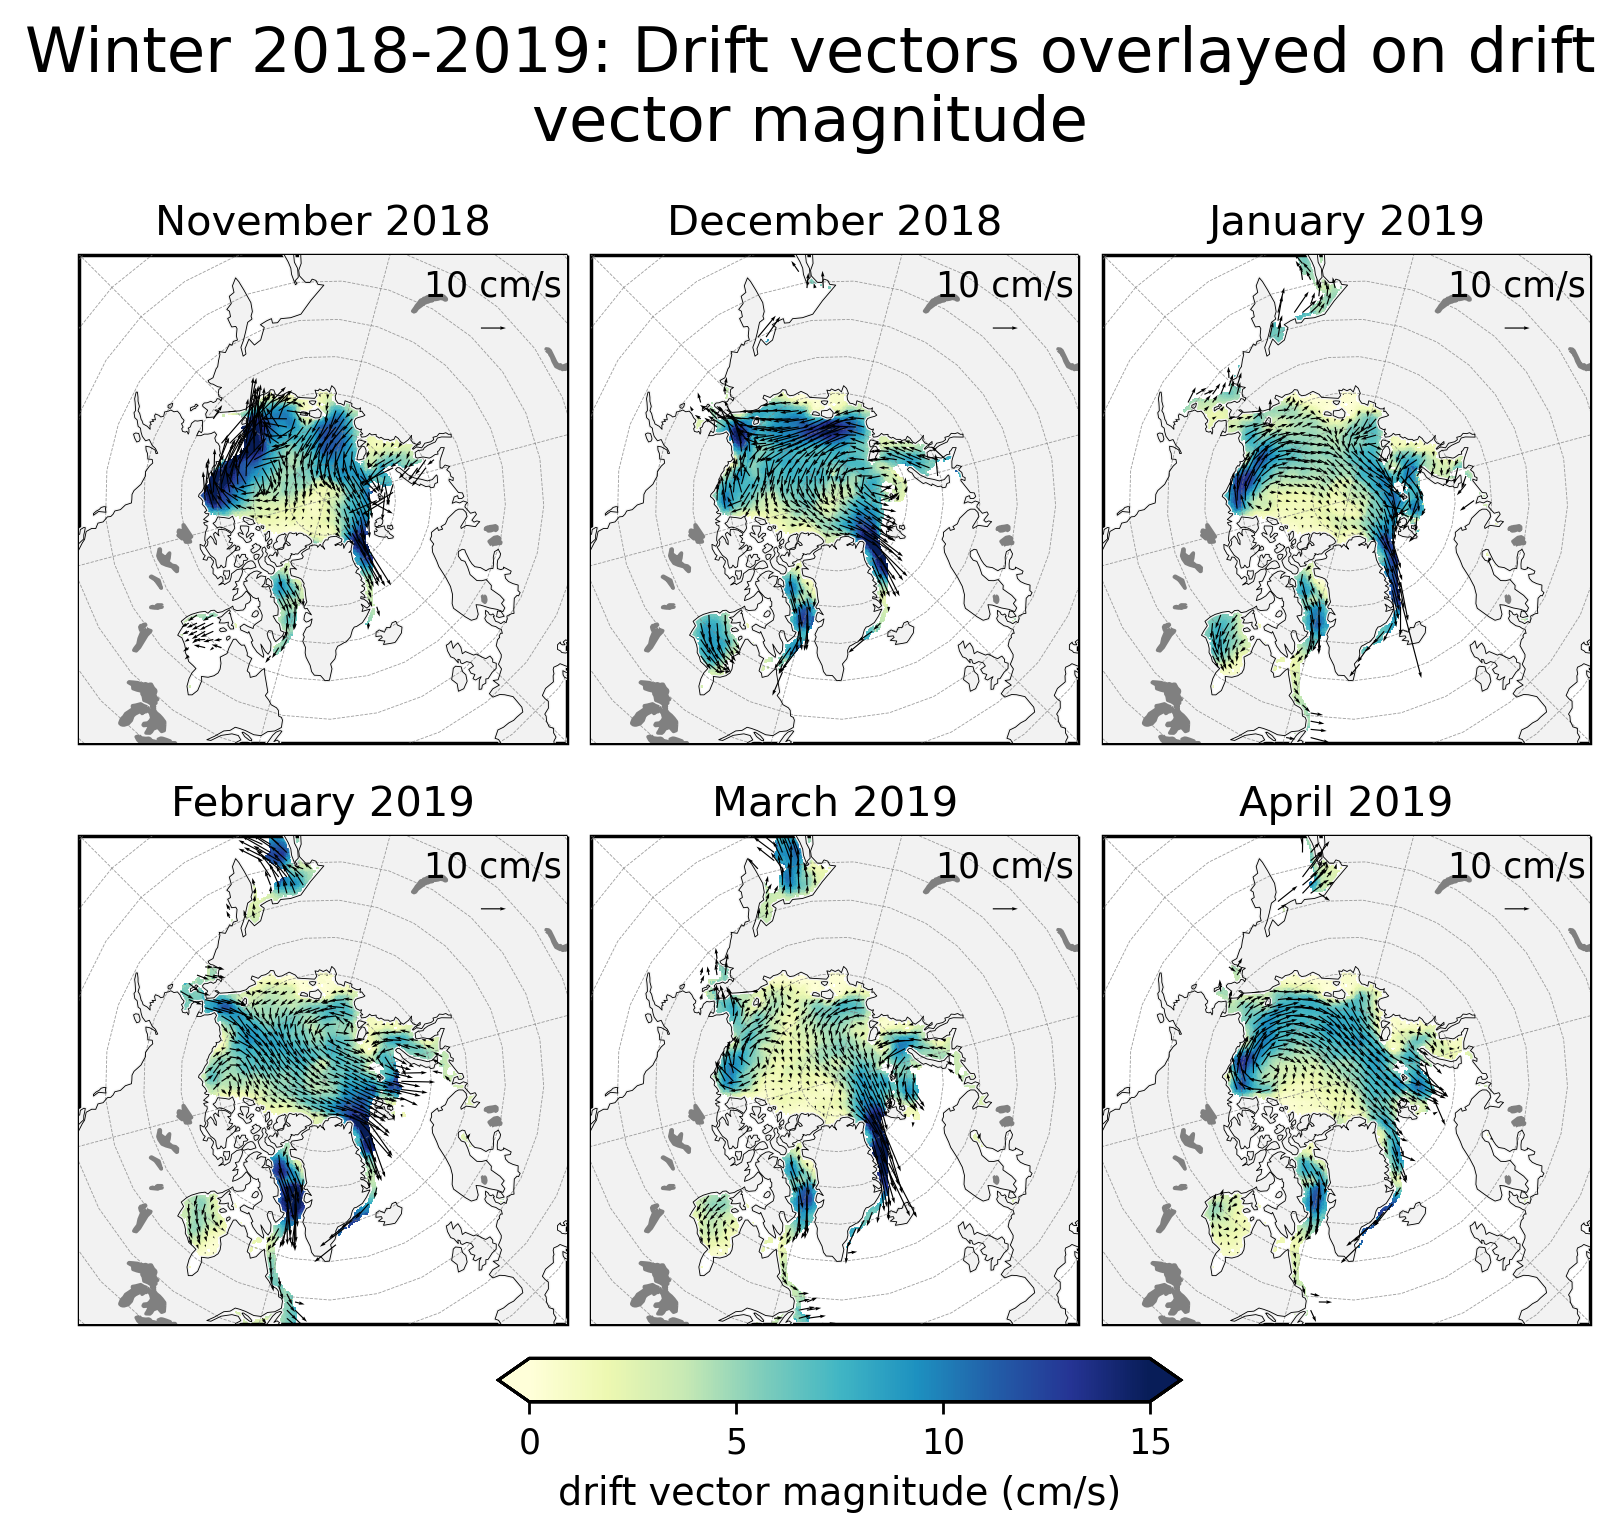 Winter 2018-2019: Drift vectors overlayed on drift
vector magnitude
November 2018
December 2018
January 2019
10 cm/s
10 cm/s
10 cm/s
February 2019
March 2019
April 2019
10 cm/s
10 cm/s
10 cm/s
0 5 10 15
drift vector magnitude (cm/s)